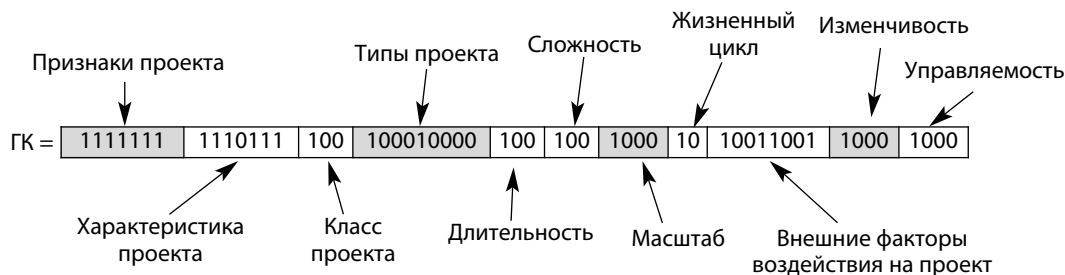 Признаки проекта
Типы проекта
Сложность
Жизненный
цикл
Изменчивость
Управляемость
ГК = 1111111 1110111 100 100010000 100 100 1000 10 10011001 1000 1000
Характеристика
проекта
Класс
проекта
Длительность
Масштаб
Внешние факторы
воздействия на проект